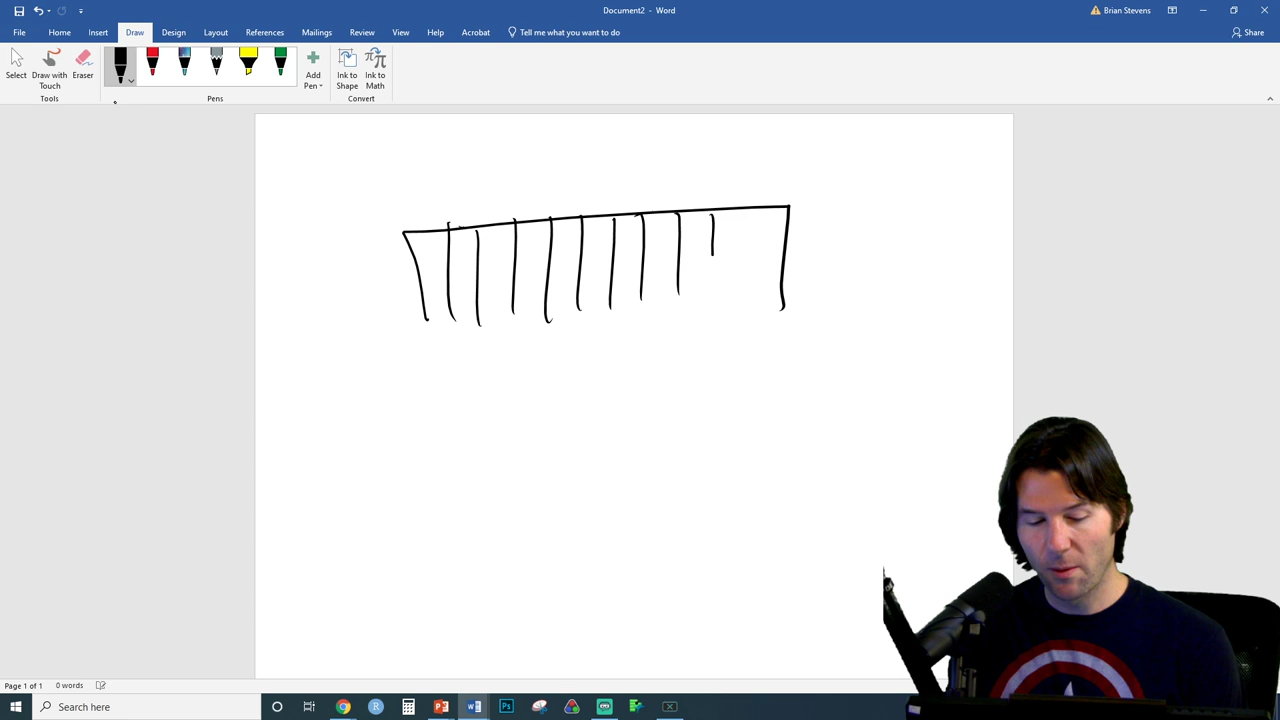 Document2 - Word
Brian Stevens
File Home Insert Draw Design Layout References Mailings Review View Help Acrobat Tell me what you want to do Share
Select
Draw with Touch
Eraser
Add Pen
Ink to Shape
Ink to Math
Tools Pens Convert
Page 1 of 1 0 words
Search here